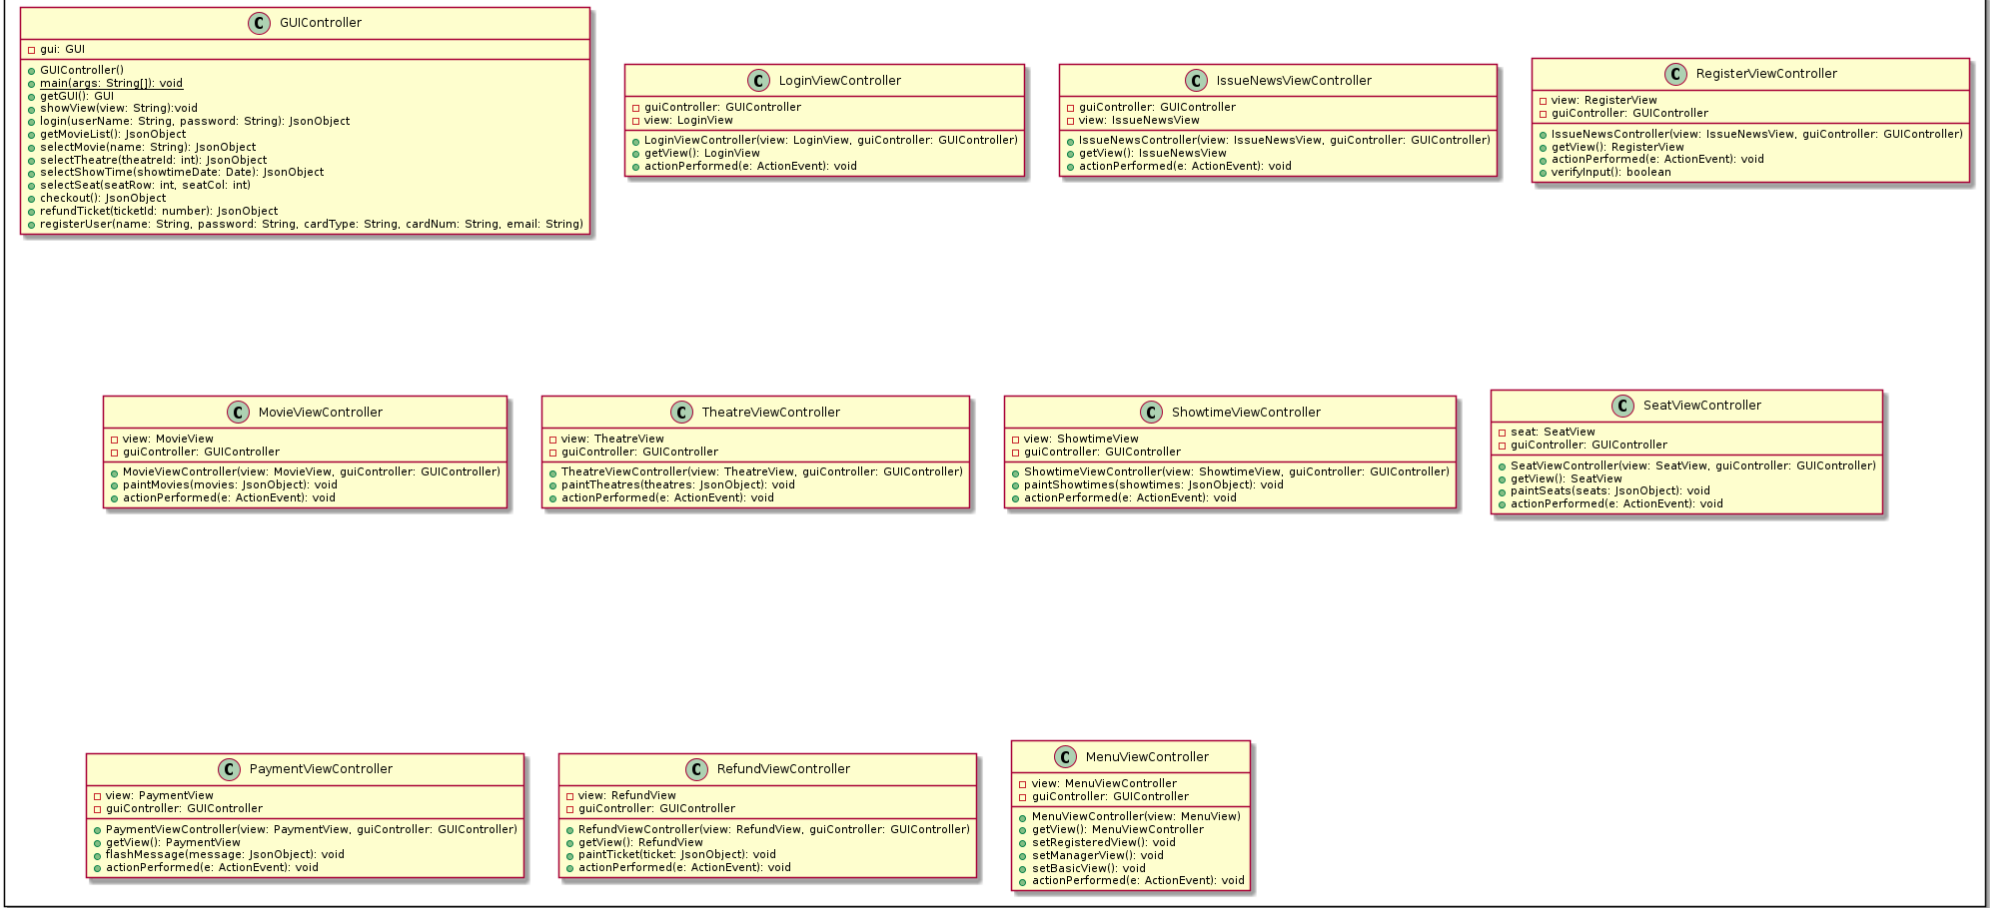 C GUIController
gui: GUI
GUIController()
main(args: String[]): void
getGUI(): GUI
showView(view: String):void
login(userName: String, password: String): JsonObject
getMovieList(): JsonObject
selectMovie(name: String): JsonObject
selectTheatre(theatreId: int): JsonObject
selectShowTime(showtimeDate: Date): JsonObject
selectSeat(seatRow: int, seatCol: int)
checkout(): JsonObject
refundTicket(ticketId: number): JsonObject
registerUser(name: String, password: String, cardType: String, cardNum: String, email: String)
C LoginViewController
guiController: GUIController
view: LoginView
LoginViewController(view: LoginView, guiController: GUIController)
getView(): LoginView
actionPerformed(e: ActionEvent): void
C IssueNewsViewController
guiController: GUIController
view: IssueNewsView
IssueNewsController(view: IssueNewsView, guiController: GUIController)
getView(): IssueNewsView
actionPerformed(e: ActionEvent): void
C RegisterViewController
view: RegisterView
guiController: GUIController
IssueNewsController(view: IssueNewsView, guiController: GUIController)
getView(): RegisterView
actionPerformed(e: ActionEvent): void
verifyInput(): boolean
C MovieViewController
view: MovieView
guiController: GUIController
MovieViewController(view: MovieView, guiController: GUIController)
paintMovies(movies: JsonObject): void
actionPerformed(e: ActionEvent): void
C TheatreViewController
view: TheatreView
guiController: GUIController
TheatreViewController(view: TheatreView, guiController: GUIController)
paintTheatres(theatres: JsonObject): void
actionPerformed(e: ActionEvent): void
C ShowtimeViewController
view: ShowtimeView
guiController: GUIController
ShowtimeViewController(view: ShowtimeView, guiController: GUIController)
paintShowtimes(showtimes: JsonObject): void
actionPerformed(e: ActionEvent): void
C SeatViewController
seat: SeatView
guiController: GUIController
SeatViewController(view: SeatView, guiController: GUIController)
getView(): SeatView
paintSeats(seats: JsonObject): void
actionPerformed(e: ActionEvent): void
C PaymentViewController
view: PaymentView
guiController: GUIController
PaymentViewController(view: PaymentView, guiController: GUIController)
getView(): PaymentView
flashMessage(message: JsonObject): void
actionPerformed(e: ActionEvent): void
C RefundViewController
view: RefundView
guiController: GUIController
RefundViewController(view: RefundView, guiController: GUIController)
getView(): RefundView
paintTicket(ticket: JsonObject): void
actionPerformed(e: ActionEvent): void
C MenuViewController
view: MenuViewController
guiController: GUIController
MenuViewController(view: MenuView)
getView(): MenuViewController
setRegisteredView(): void
setManagerView(): void
setBasicView(): void
actionPerformed(e: ActionEvent): void